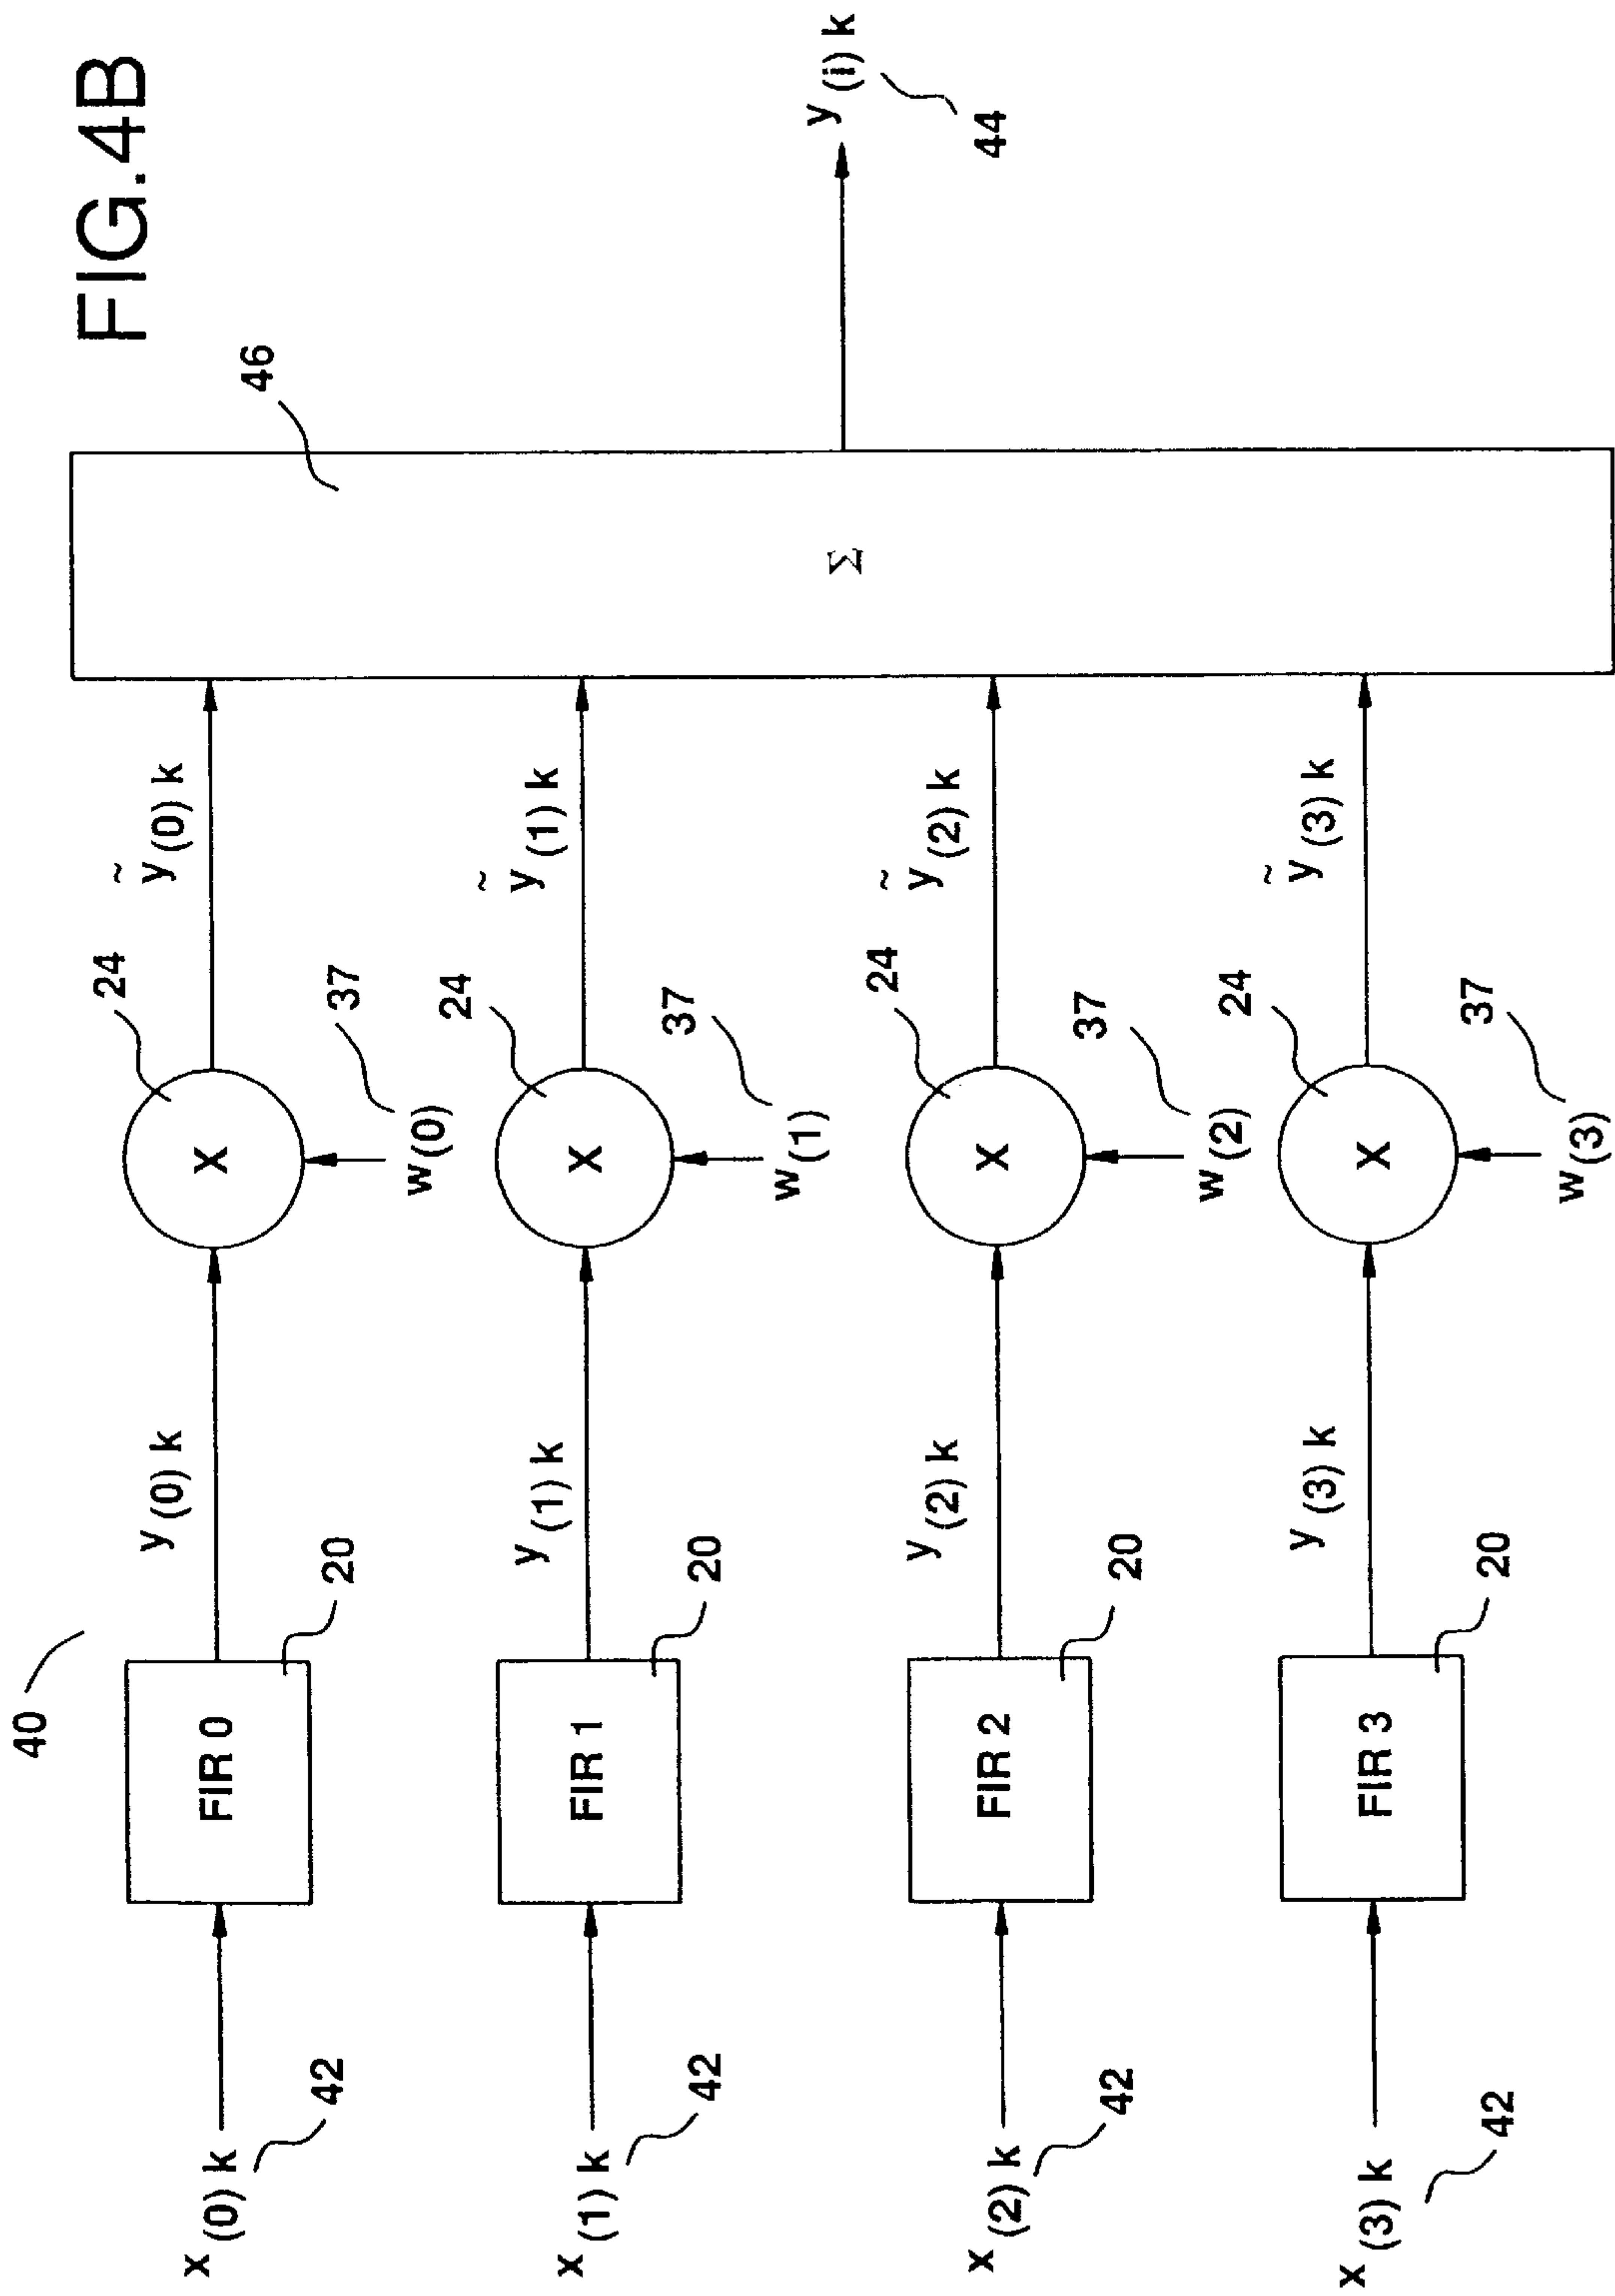 FIG.4B
40
46
x(0) k
42
FIR 0
20
y(0) k
X
24
w(0)
37
~y(0) k
x(1) k
42
FIR 1
20
y(1) k
X
24
w(1)
37
~y(1) k
Σ
y(i) k
44
x(2) k
42
FIR 2
20
y(2) k
X
24
w(2)
37
~y(2) k
x(3) k
42
FIR 3
20
y(3) k
X
24
w(3)
37
~y(3) k